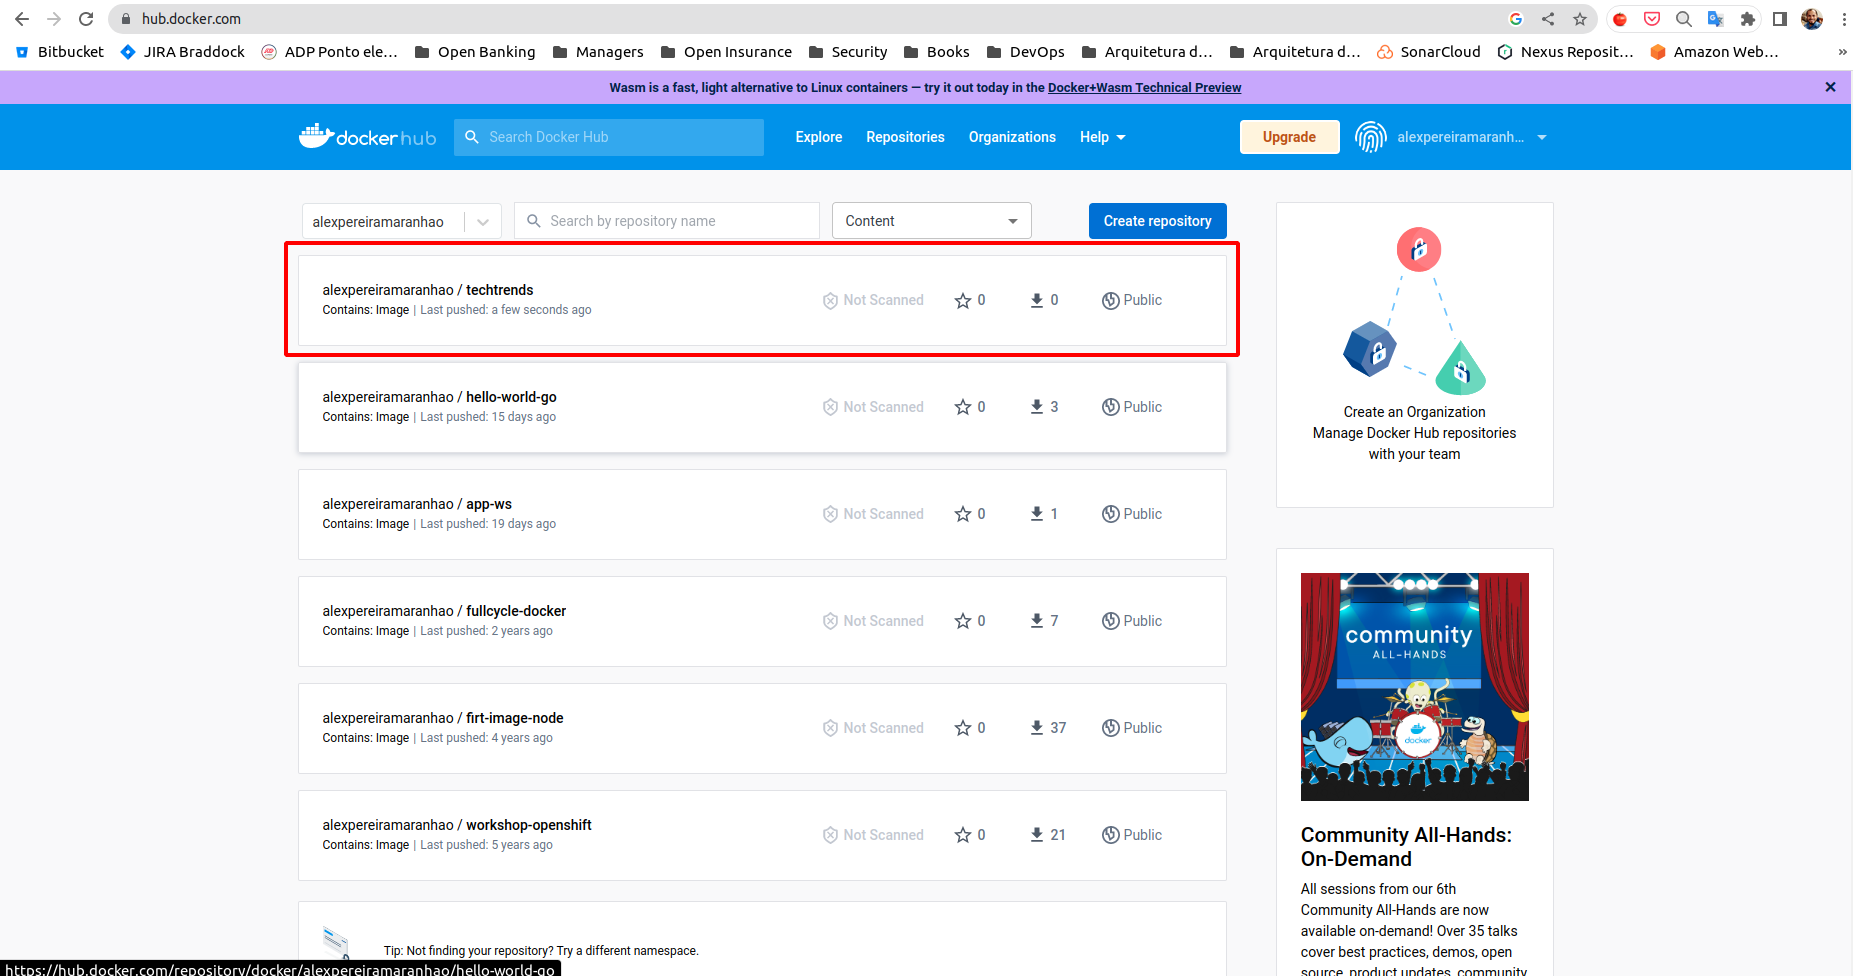 hub.docker.com
Bitbucket JIRA Braddock ADP Ponto ele... Open Banking Managers Open Insurance Security Books DevOps Arquitetura d... Arquitetura d... SonarCloud Nexus Reposit... Amazon Web... »
Wasm is a fast, light alternative to Linux containers — try it out today in the Docker+Wasm Technical Preview
docker hub Search Docker Hub Explore Repositories Organizations Help Upgrade alexpereiramaranh...
alexpereiramaranhao Search by repository name Content Create repository
alexpereiramaranhao / techtrends
Contains: Image | Last pushed: a few seconds ago
Not Scanned 0 0 Public
alexpereiramaranhao / hello-world-go
Contains: Image | Last pushed: 15 days ago
Not Scanned 0 3 Public
alexpereiramaranhao / app-ws
Contains: Image | Last pushed: 19 days ago
Not Scanned 0 1 Public
alexpereiramaranhao / fullcycle-docker
Contains: Image | Last pushed: 2 years ago
Not Scanned 0 7 Public
alexpereiramaranhao / firt-image-node
Contains: Image | Last pushed: 4 years ago
Not Scanned 0 37 Public
alexpereiramaranhao / workshop-openshift
Contains: Image | Last pushed: 5 years ago
Not Scanned 0 21 Public
Tip: Not finding your repository? Try a different namespace.
Create an Organization
Manage Docker Hub repositories
with your team
community
ALL-HANDS
docker
Community All-Hands:
On-Demand
All sessions from our 6th
Community All-Hands are now
available on-demand! Over 35 talks
cover best practices, demos, open
source, product updates, community
https://hub.docker.com/repository/docker/alexpereiramaranhao/hello-world-go